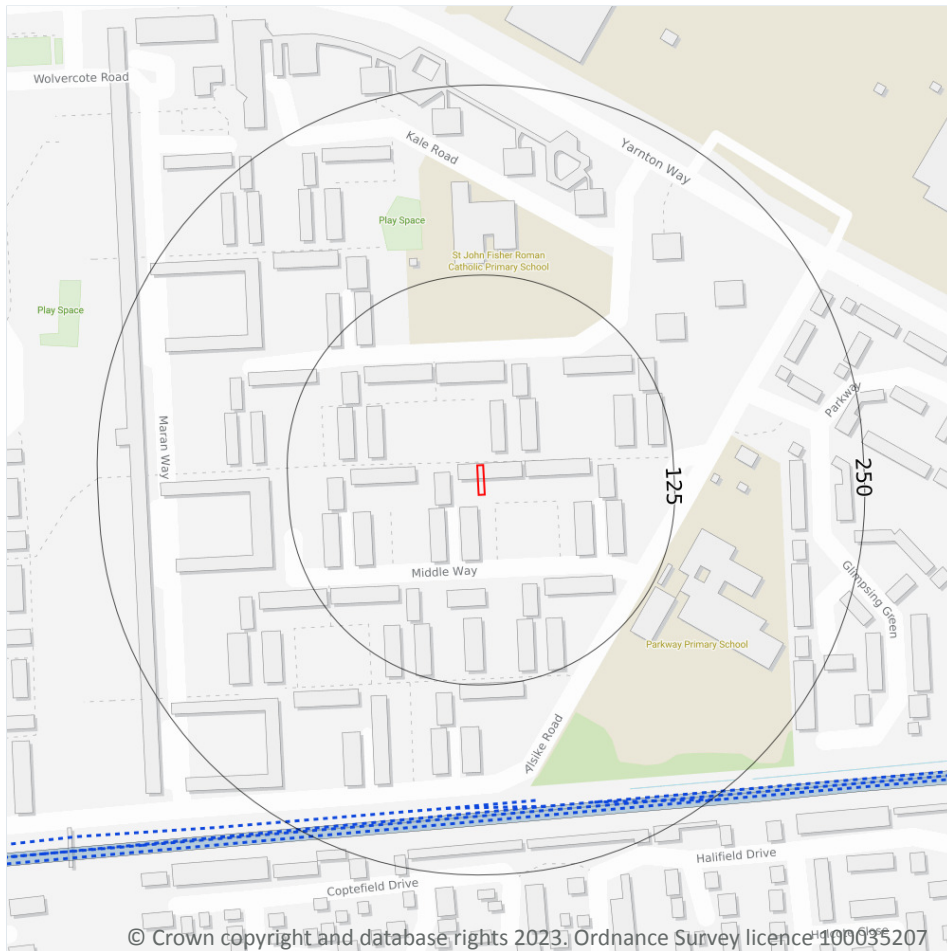 Wolvercote Road
Kale Road
Yarnton Way
Play Space
St John Fisher Roman
Catholic Primary School
Play Space
Parkway
Maran Way
125
250
Middle Way
Glimpsing Green
Parkway Primary School
Alsike Road
Halifield Drive
Coptefield Drive
© Crown copyright and database rights 2023. Ordnance Survey licence 100035207